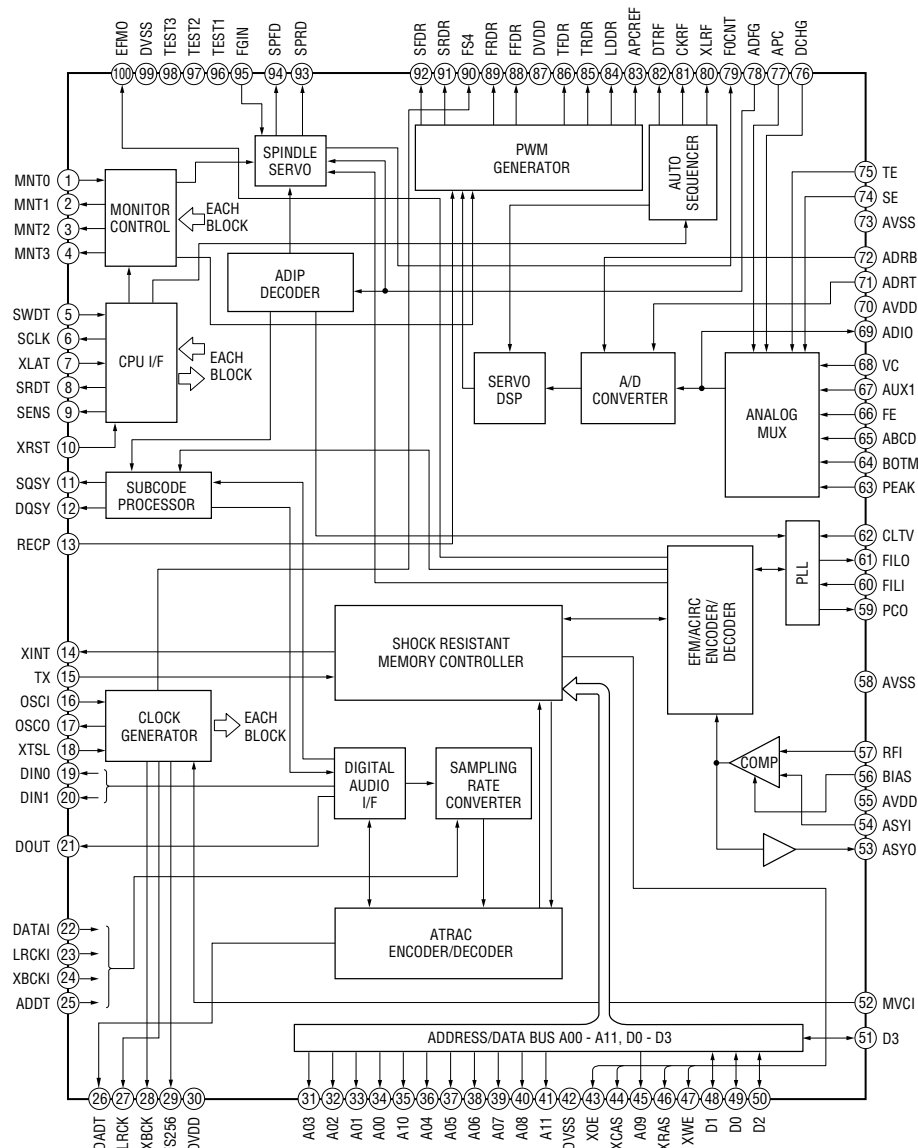 EFMO
DVSS
TEST3
TEST2
TEST1
FGIN
SPFD
SPRD
SFDR
SRDR
FS4
FRDR
FFDR
DVDD
TFDR
TRDR
LDDR
APCREF
DTRF
CKRF
XLRF
F0CNT
ADFG
APC
DCHG
100 99 98 97 96 95 94 93 92 91 90 89 88 87 86 85 84 83 82 81 80 79 78 77 76
MNT0 1
MNT1 2
MNT2 3
MNT3 4
SWDT 5
SCLK 6
XLAT 7
SRDT 8
SENS 9
XRST 10
SQSY 11
DQSY 12
RECP 13
XINT 14
TX 15
OSCI 16
OSCO 17
XTSL 18
DIN0 19
DIN1 20
DOUT 21
DATAI 22
LRCKI 23
XBCKI 24
ADDT 25
SPINDLE
SERVO
PWM
GENERATOR
AUTO
SEQUENCER
MONITOR
CONTROL
EACH
BLOCK
ADIP
DECODER
CPU I/F
EACH
BLOCK
SERVO
DSP
A/D
CONVERTER
ANALOG
MUX
SUBCODE
PROCESSOR
EFM/ACIRC
ENCODER/
DECODER
PLL
SHOCK RESISTANT
MEMORY CONTROLLER
CLOCK
GENERATOR
EACH
BLOCK
DIGITAL
AUDIO
I/F
SAMPLING
RATE
CONVERTER
COMP
ATRAC
ENCODER/DECODER
ADDRESS/DATA BUS A00 - A11, D0 - D3
75 TE
74 SE
73 AVSS
72 ADRB
71 ADRT
70 AVDD
69 ADIO
68 VC
67 AUX1
66 FE
65 ABCD
64 BOTM
63 PEAK
62 CLTV
61 FILO
60 FILI
59 PCO
58 AVSS
57 RFI
56 BIAS
55 AVDD
54 ASYI
53 ASYO
52 MVCI
51 D3
26 27 28 29 30 31 32 33 34 35 36 37 38 39 40 41 42 43 44 45 46 47 48 49 50
DADT
LRCK
XBCK
FS256
DVDD
A03
A02
A01
A00
A10
A04
A05
A06
A07
A08
A11
DVSS
XOE
XCAS
A09
XRAS
XWE
D1
D0
D2